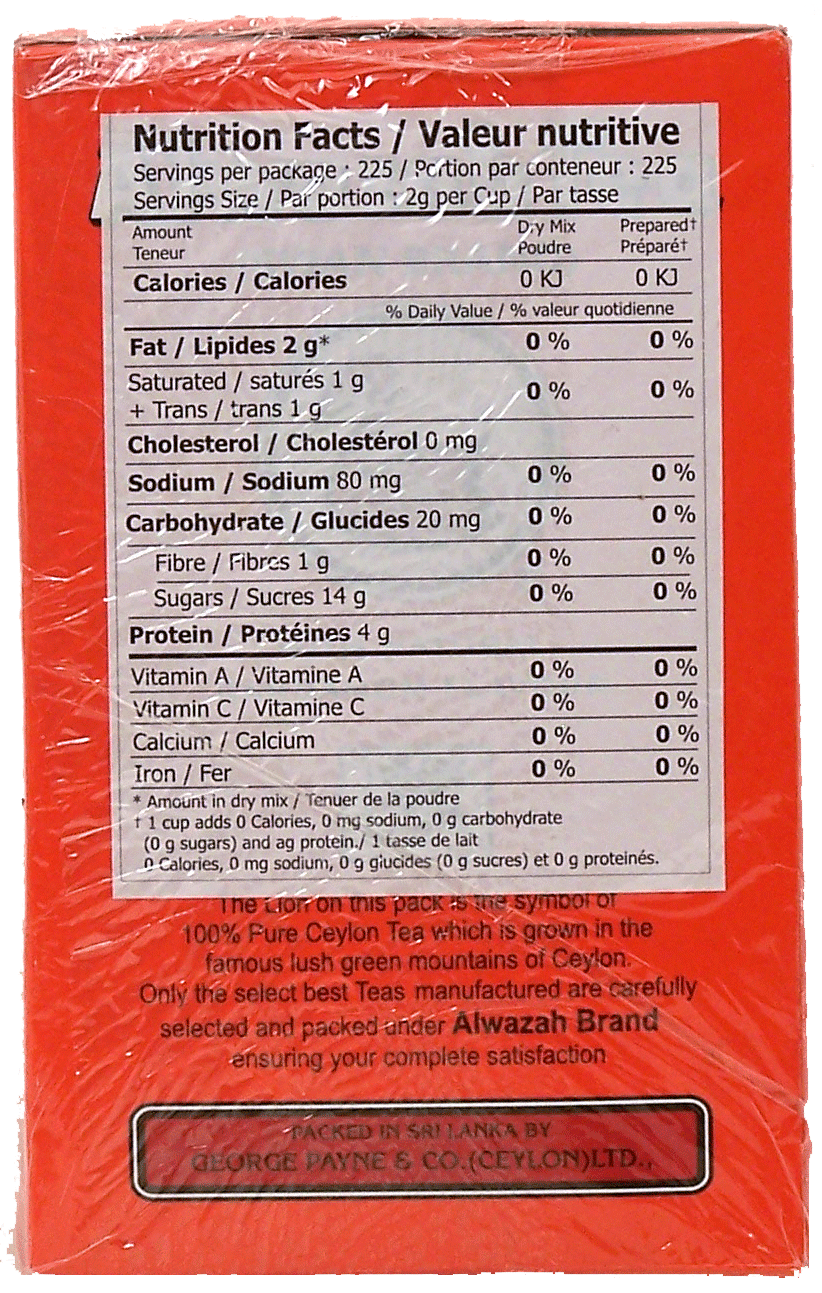 Nutrition Facts / Valeur nutritive
Servings per package : 225 / Portion par conteneur : 225
Servings Size / Par portion : 2g per Cup / Par tasse
Amount Dry Mix Prepared†
Teneur Poudre Préparé†
Calories / Calories 0 KJ 0 KJ
% Daily Value / % valeur quotidienne
Fat / Lipides 2 g* 0 % 0 %
Saturated / saturés 1 g
+ Trans / trans 1 g 0 % 0 %
Cholesterol / Cholestérol 0 mg
Sodium / Sodium 80 mg 0 % 0 %
Carbohydrate / Glucides 20 mg 0 % 0 %
Fibre / Fibres 1 g 0 % 0 %
Sugars / Sucres 14 g 0 % 0 %
Protein / Protéines 4 g
Vitamin A / Vitamine A 0 % 0 %
Vitamin C / Vitamine C 0 % 0 %
Calcium / Calcium 0 % 0 %
Iron / Fer 0 % 0 %
* Amount in dry mix / Tenuer de la poudre
† 1 cup adds 0 Calories, 0 mg sodium, 0 g carbohydrate
(0 g sugars) and ag protein./ 1 tasse de lait
0 Calories, 0 mg sodium, 0 g glucides (0 g sucres) et 0 g proteinés.
The Lion on this pack is the symbol of
100% Pure Ceylon Tea which is grown in the
famous lush green mountains of Ceylon.
Only the select best Teas manufactured are carefully
selected and packed under Alwazah Brand
ensuring your complete satisfaction
PACKED IN SRI LANKA BY
GEORGE PAYNE & CO.(CEYLON)LTD.,